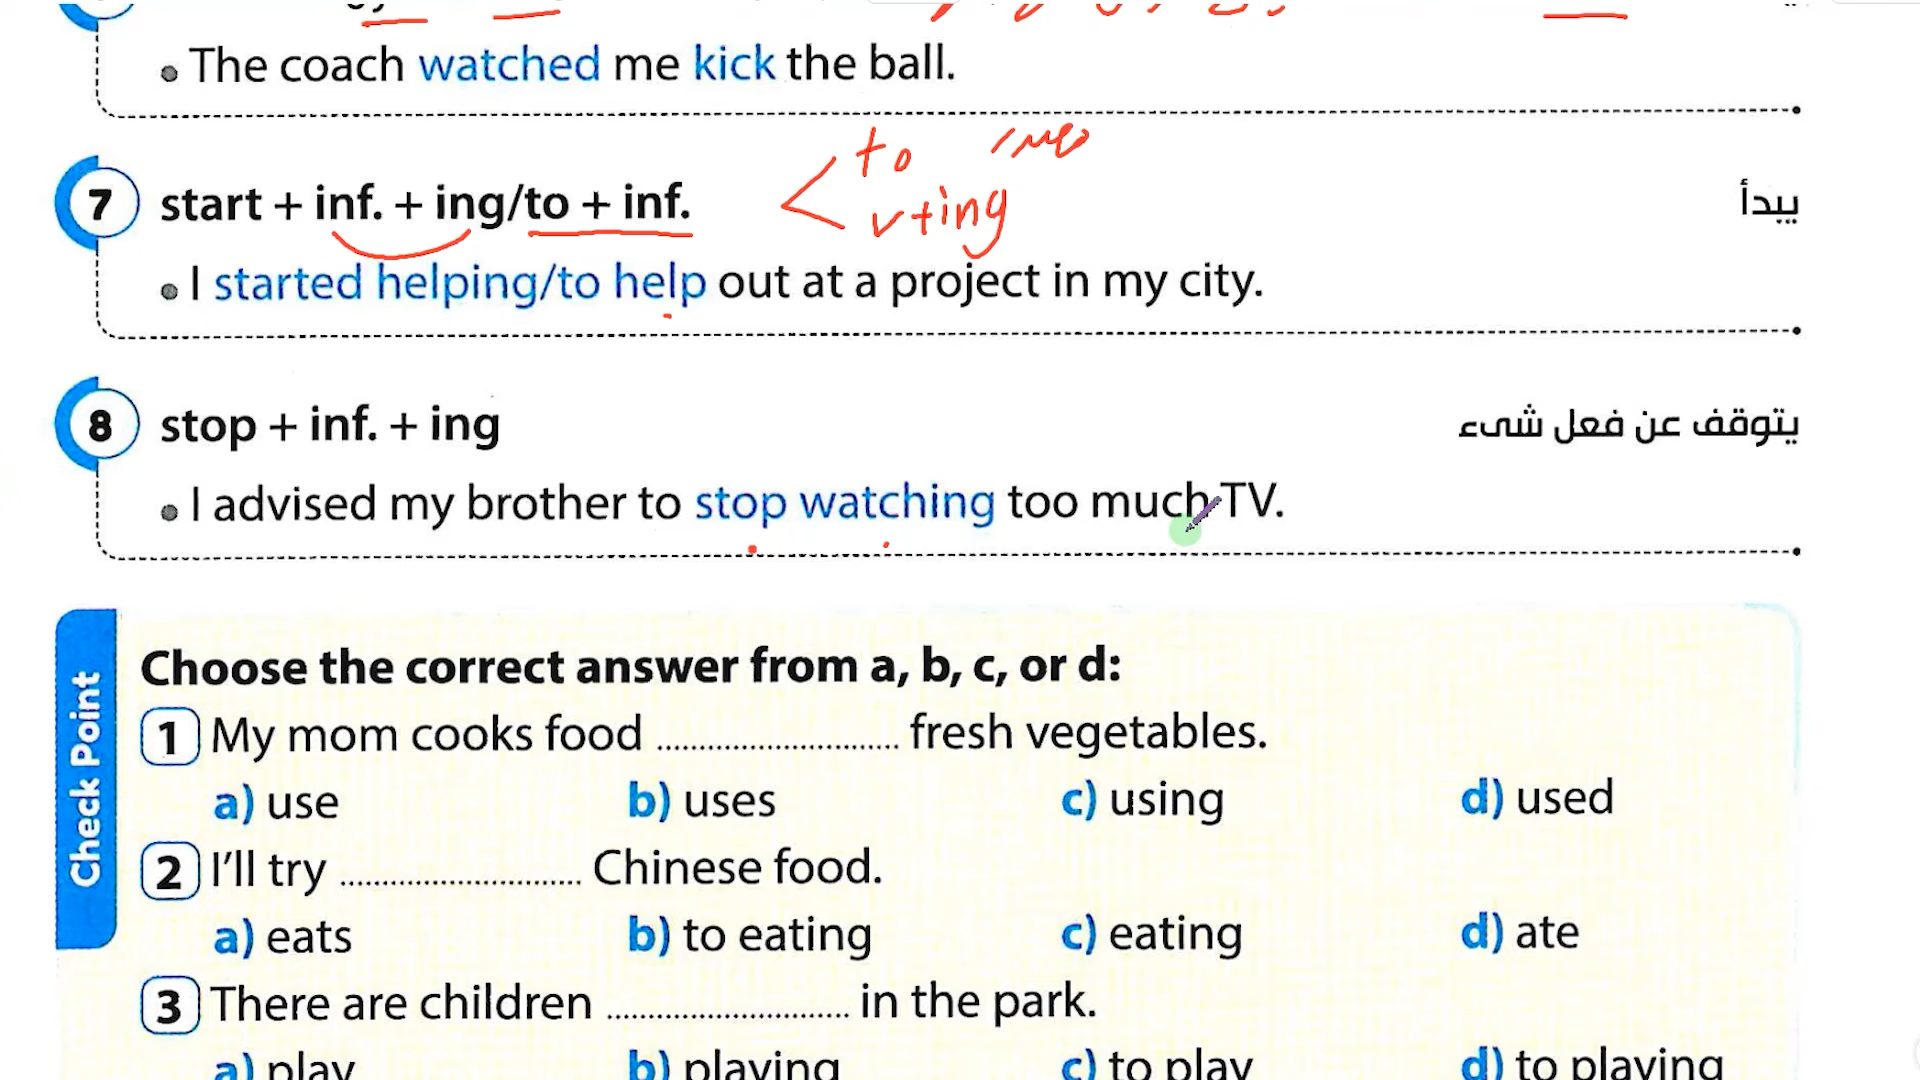 The coach watched me kick the ball.
to inf
7 start + inf. + ing/to + inf. يبدأ
v+ing
I started helping/to help out at a project in my city.
8 stop + inf. + ing يتوقف عن فعل شىء
I advised my brother to stop watching too much TV.
Check Point
Choose the correct answer from a, b, c, or d:
1 My mom cooks food .......................... fresh vegetables.
a) use b) uses c) using d) used
2 I'll try .......................... Chinese food.
a) eats b) to eating c) eating d) ate
3 There are children .......................... in the park.
a) play b) playing c) to play d) to playing